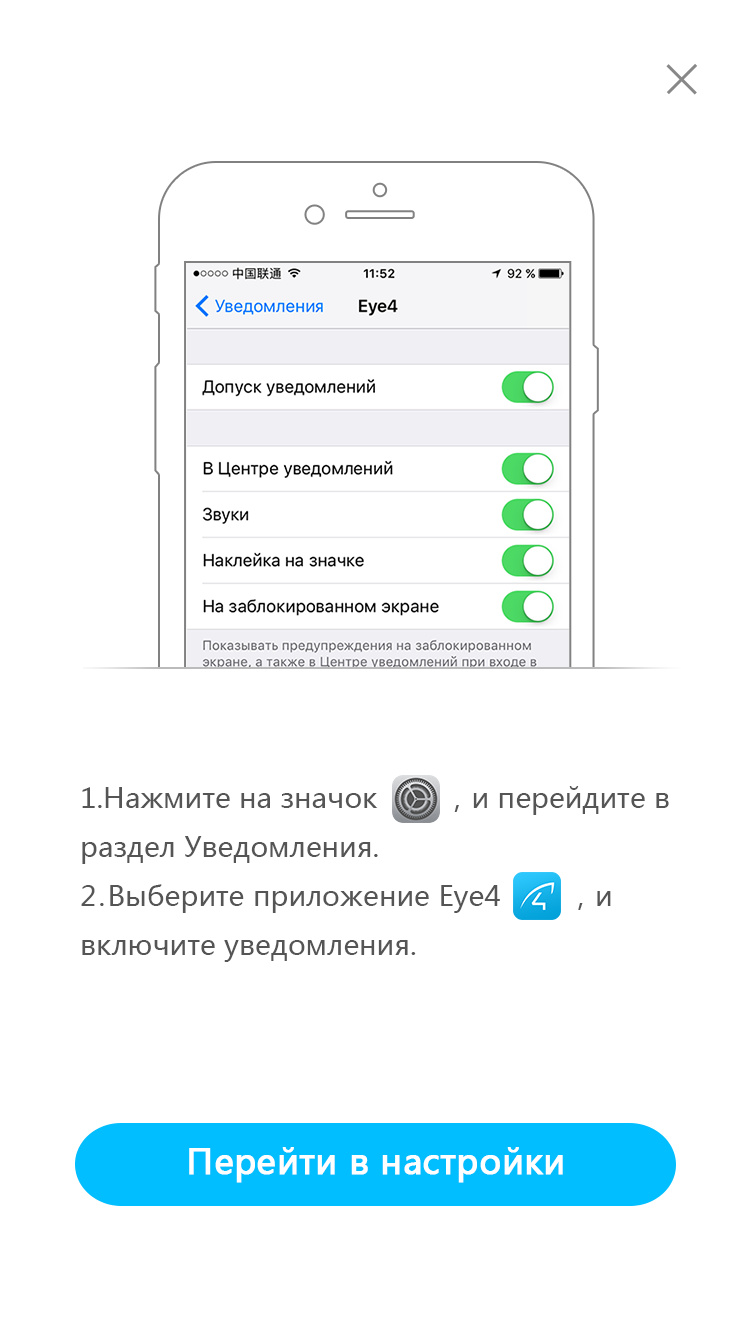 中国联通 11:52 92 %
Уведомления Eye4
Допуск уведомлений
В Центре уведомлений
Звуки
Наклейка на значке
На заблокированном экране
Показывать предупреждения на заблокированном
экране, а также в Центре уведомлений при входе в
1.Нажмите на значок , и перейдите в
раздел Уведомления.
2.Выберите приложение Eye4 , и
включите уведомления.
Перейти в настройки